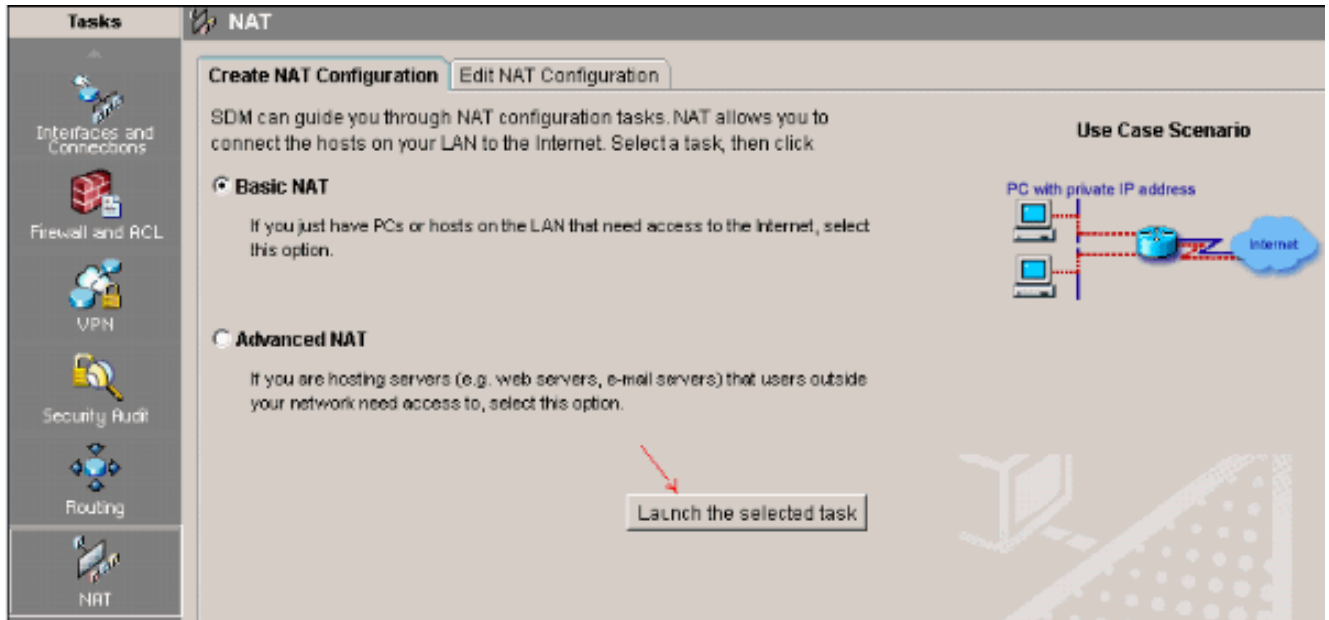 Tasks
NAT
Interfaces and
Connections
Firewall and ACL
VPN
Security Audit
Routing
NAT
Create NAT Configuration
Edit NAT Configuration
SDM can guide you through NAT configuration tasks. NAT allows you to
connect the hosts on your LAN to the Internet. Select a task, then click
Basic NAT
If you just have PCs or hosts on the LAN that need access to the Internet, select
this option.
Advanced NAT
If you are hosting servers (e.g. web servers, e-mail servers) that users outside
your network need access to, select this option.
Launch the selected task
Use Case Scenario
PC with private IP address
Internet